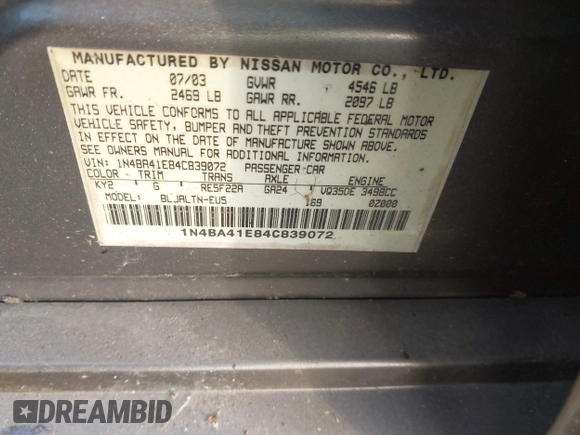 MANUFACTURED BY NISSAN MOTOR CO., LTD.
DATE 07/03 GVWR 4546 LB
GAWR FR. 2469 LB GAWR RR. 2097 LB
THIS VEHICLE CONFORMS TO ALL APPLICABLE FEDERAL MOTOR
VEHICLE SAFETY, BUMPER AND THEFT PREVENTION STANDARDS
IN EFFECT ON THE DATE OF MANUFACTURE SHOWN ABOVE.
SEE OWNERS MANUAL FOR ADDITIONAL INFORMATION.
VIN: 1N4BA41E84C839072 PASSENGER CAR
COLOR TRIM TRANS AXLE ENGINE
KY2 G RE5F22A GA24 VQ35DE 3498CC
MODEL: BLJALTN-EUS 169 0Z000
1N4BA41E84C839072
DREAMBID